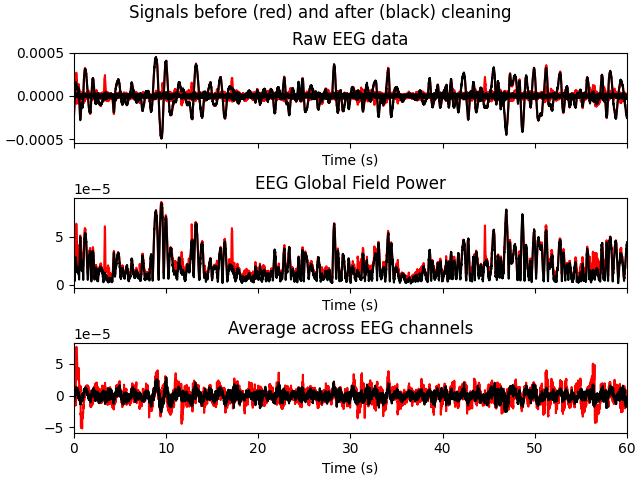 Signals before (red) and after (black) cleaning
Raw EEG data
0.0005
0.0000
−0.0005
Time (s)
EEG Global Field Power
1e−5
5
0
Time (s)
Average across EEG channels
1e−5
5
0
−5
0 10 20 30 40 50 60
Time (s)